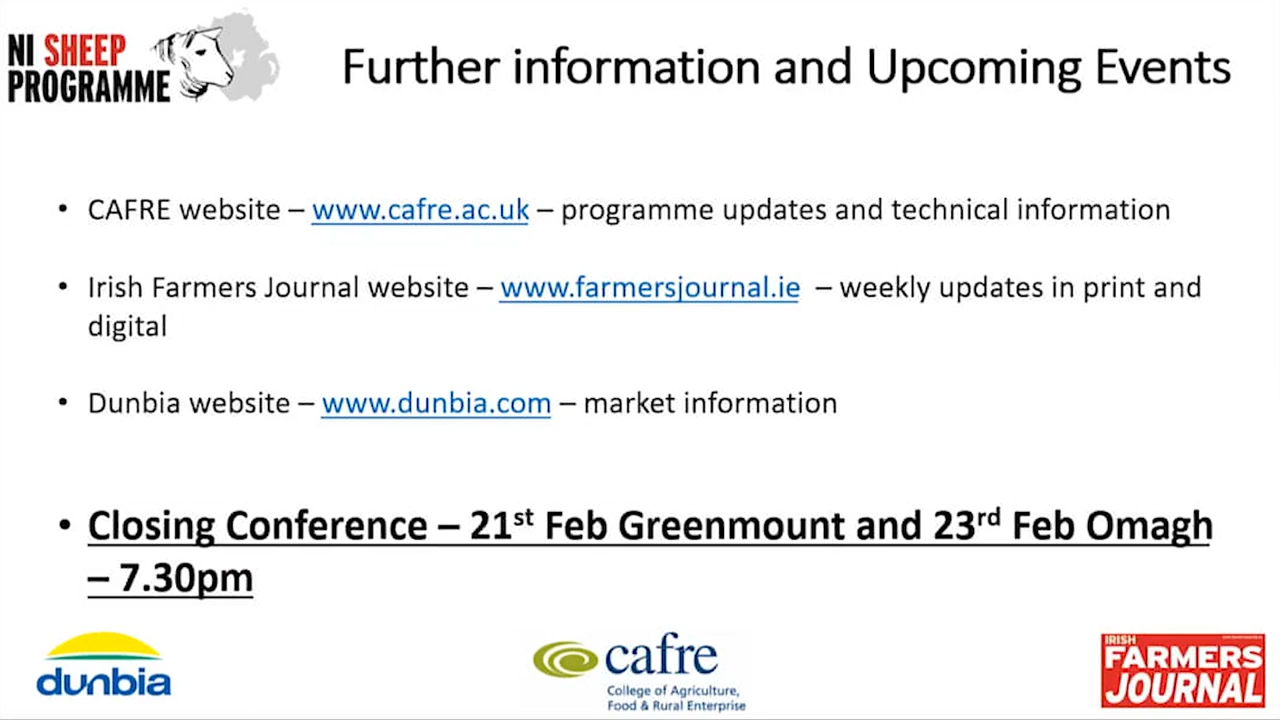 NI SHEEP
PROGRAMME
Further information and Upcoming Events
• CAFRE website – www.cafre.ac.uk – programme updates and technical information
• Irish Farmers Journal website – www.farmersjournal.ie – weekly updates in print and
digital
• Dunbia website – www.dunbia.com – market information
• Closing Conference – 21st Feb Greenmount and 23rd Feb Omagh
– 7.30pm
dunbia
cafre
College of Agriculture,
Food & Rural Enterprise
IRISH
FARMERS
JOURNAL